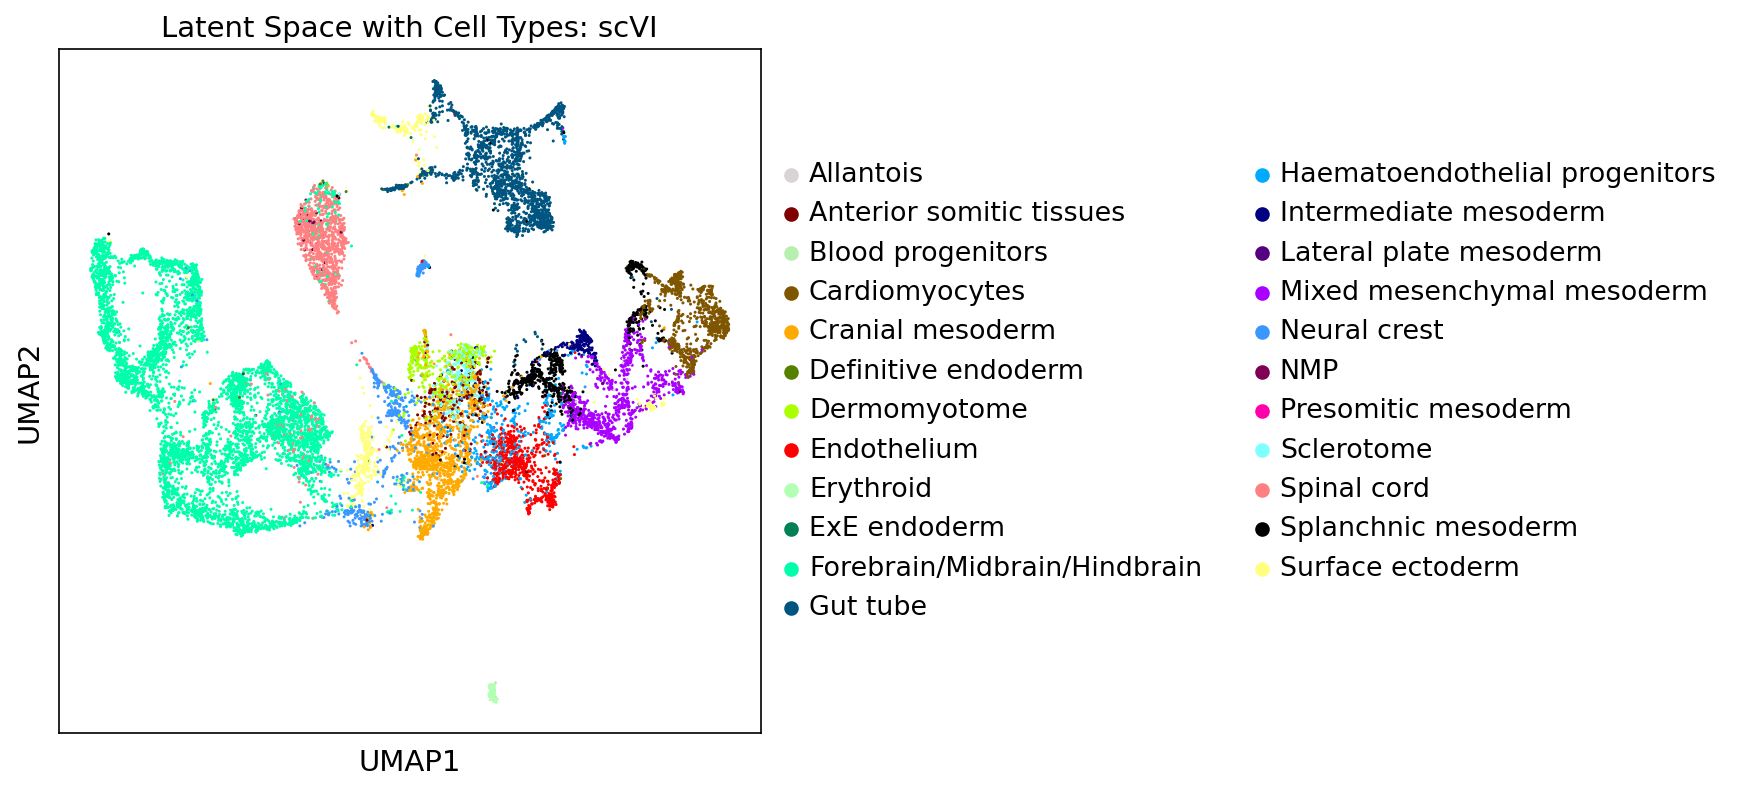 Latent Space with Cell Types: scVI
UMAP2
UMAP1
Allantois
Anterior somitic tissues
Blood progenitors
Cardiomyocytes
Cranial mesoderm
Definitive endoderm
Dermomyotome
Endothelium
Erythroid
ExE endoderm
Forebrain/Midbrain/Hindbrain
Gut tube
Haematoendothelial progenitors
Intermediate mesoderm
Lateral plate mesoderm
Mixed mesenchymal mesoderm
Neural crest
NMP
Presomitic mesoderm
Sclerotome
Spinal cord
Splanchnic mesoderm
Surface ectoderm